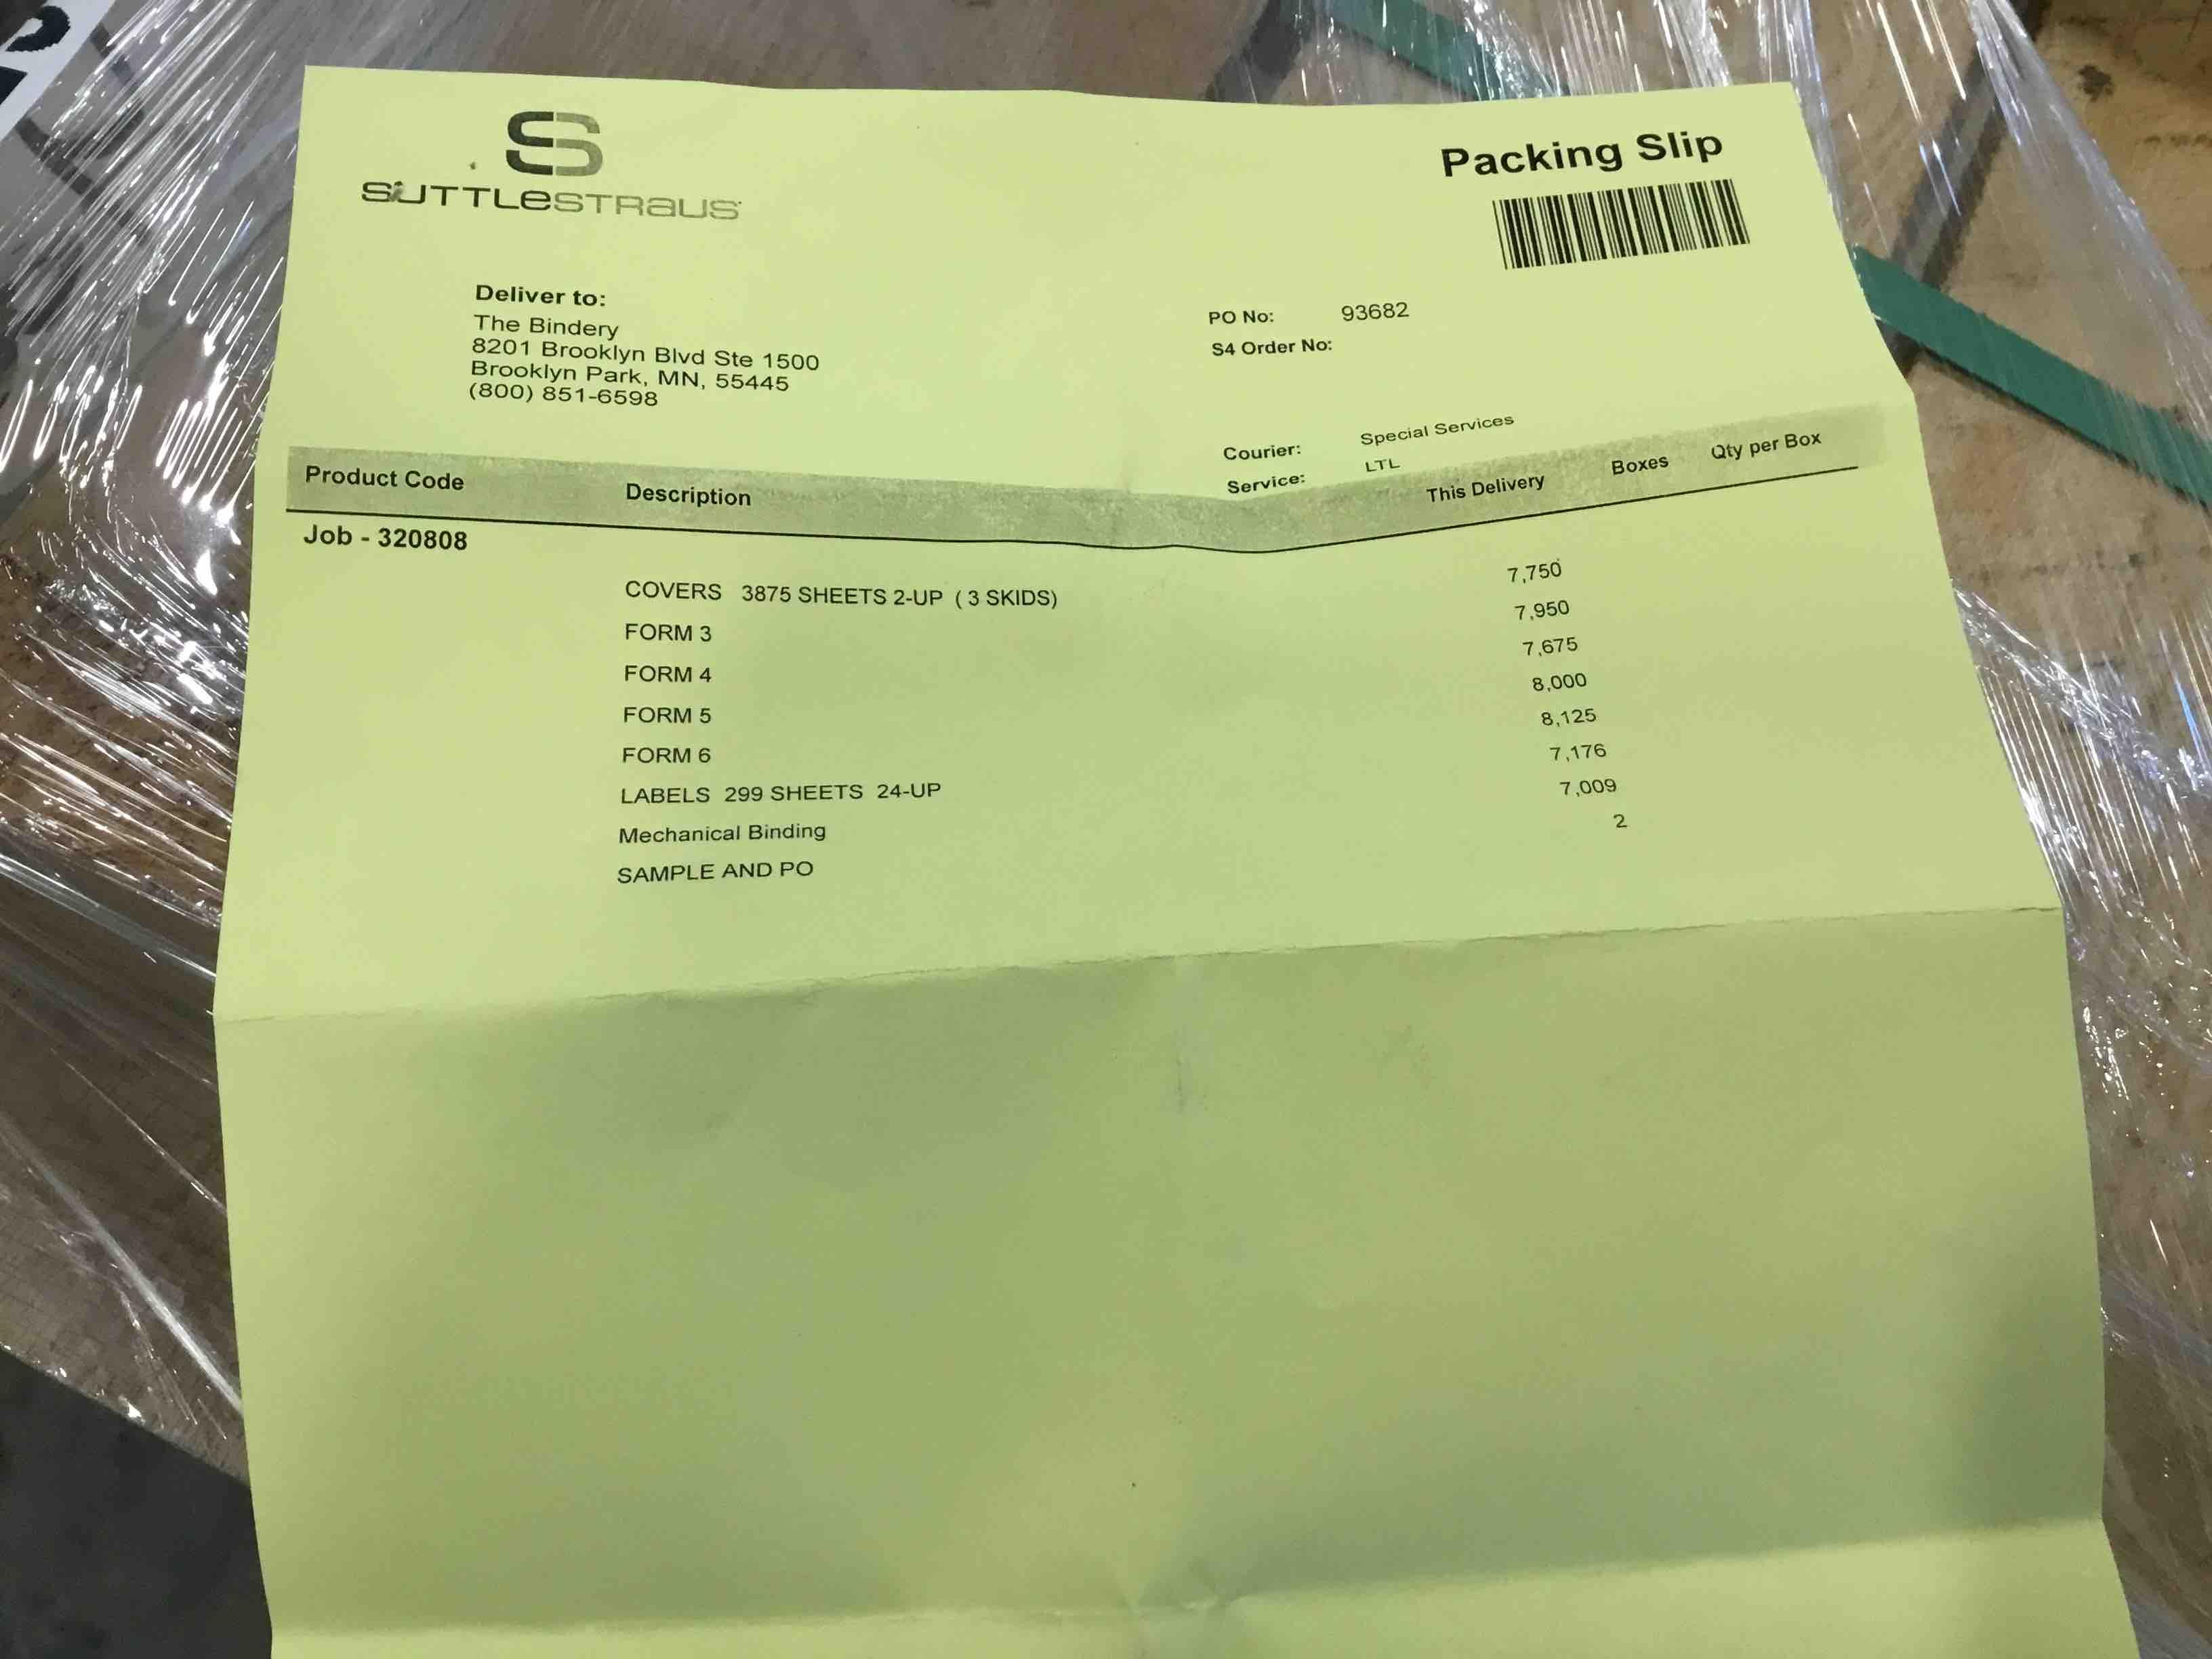 SUTTLESTRAUS
Packing Slip
Deliver to:
The Bindery
8201 Brooklyn Blvd Ste 1500
Brooklyn Park, MN, 55445
(800) 851-6598
PO No: 93682
S4 Order No:
Courier: Special Services
Service: LTL
Product Code Description This Delivery Boxes Qty per Box
Job - 320808
COVERS 3875 SHEETS 2-UP ( 3 SKIDS) 7,750
FORM 3 7,950
FORM 4 7,675
FORM 5 8,000
FORM 6 8,125
LABELS 299 SHEETS 24-UP 7,176
Mechanical Binding 7,009
SAMPLE AND PO 2